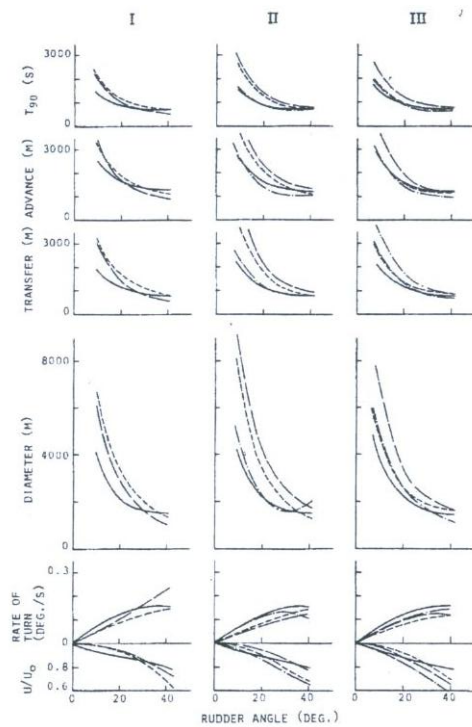 I II III
T90 (S)
3000
0
ADVANCE (M)
3000
0
TRANSFER (M)
3000
0
DIAMETER (M)
8000
4000
0
RATE OF
TURN
(DEG./S)
0.3
0
U/U0
0.8
0.6
0 20 40 0 20 40 0 20 40
RUDDER ANGLE (DEG.)